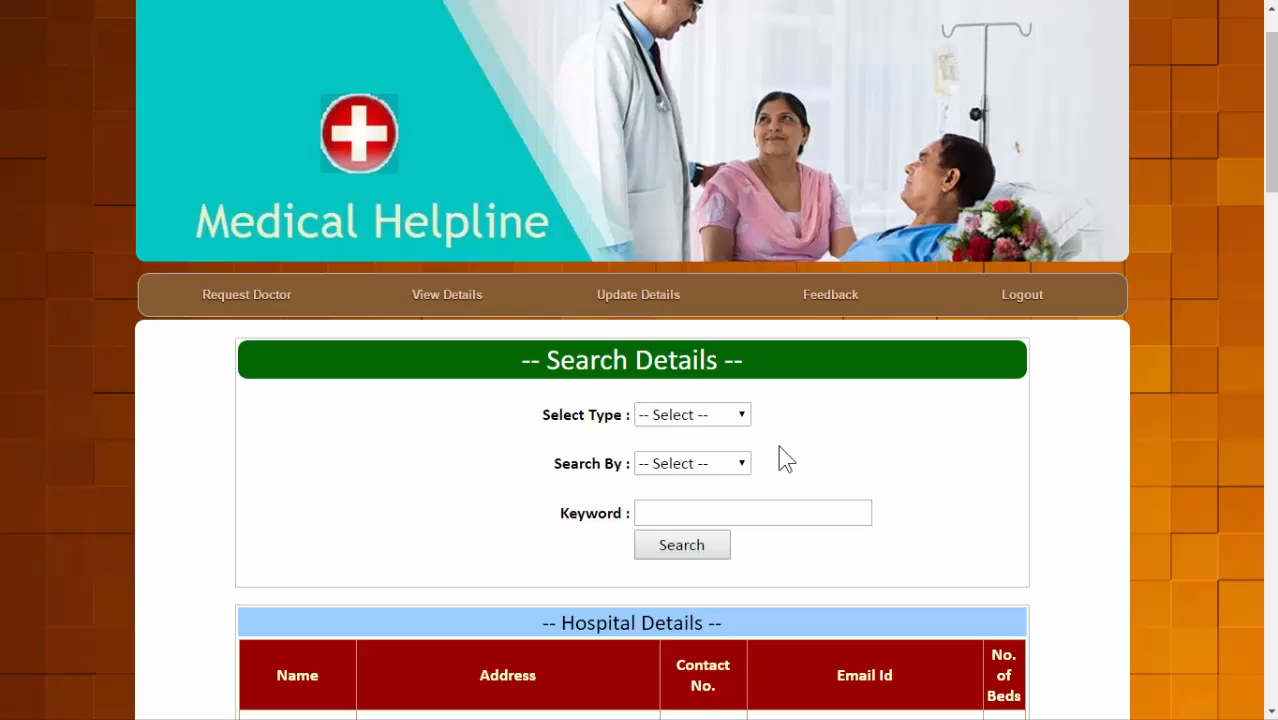 Medical Helpline
Request Doctor View Details Update Details Feedback Logout
-- Search Details --
Select Type : -- Select --
Search By : -- Select --
Keyword :
Search
-- Hospital Details --
Name Address Contact No. Email Id No. of Beds